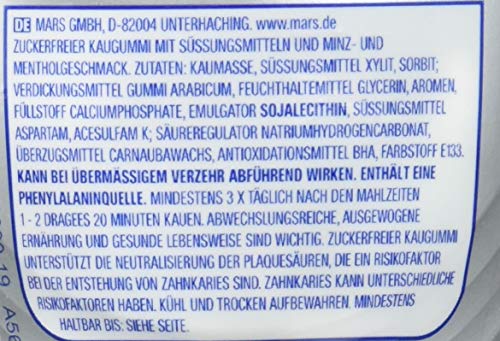 DE MARS GMBH, D-82004 UNTERHACHING. www.mars.de
ZUCKERFREIER KAUGUMMI MIT SÜSSUNGSMITTELN UND MINZ- UND
MENTHOLGESCHMACK. ZUTATEN: KAUMASSE, SÜSSUNGSMITTEL XYLIT, SORBIT;
VERDICKUNGSMITTEL GUMMI ARABICUM, FEUCHTHALTEMITTEL GLYCERIN, AROMEN,
FÜLLSTOFF CALCIUMPHOSPHATE, EMULGATOR SOJALECITHIN, SÜSSUNGSMITTEL
ASPARTAM, ACESULFAM K; SÄUREREGULATOR NATRIUMHYDROGENCARBONAT,
ÜBERZUGSMITTEL CARNAUBAWACHS, ANTIOXIDATIONSMITTEL BHA, FARBSTOFF E133.
KANN BEI ÜBERMÄSSIGEM VERZEHR ABFÜHREND WIRKEN. ENTHÄLT EINE
PHENYLALANINQUELLE. MINDESTENS 3 X TÄGLICH NACH DEN MAHLZEITEN
1 - 2 DRAGEES 20 MINUTEN KAUEN. ABWECHSLUNGSREICHE, AUSGEWOGENE
ERNÄHRUNG UND GESUNDE LEBENSWEISE SIND WICHTIG. ZUCKERFREIER KAUGUMMI
UNTERSTÜTZT DIE NEUTRALISIERUNG DER PLAQUESÄUREN, DIE EIN RISIKOFAKTOR
BEI DER ENTSTEHUNG VON ZAHNKARIES SIND. ZAHNKARIES KANN UNTERSCHIEDLICHE
RISIKOFAKTOREN HABEN. KÜHL UND TROCKEN AUFBEWAHREN. MINDESTENS
HALTBAR BIS: SIEHE SEITE.